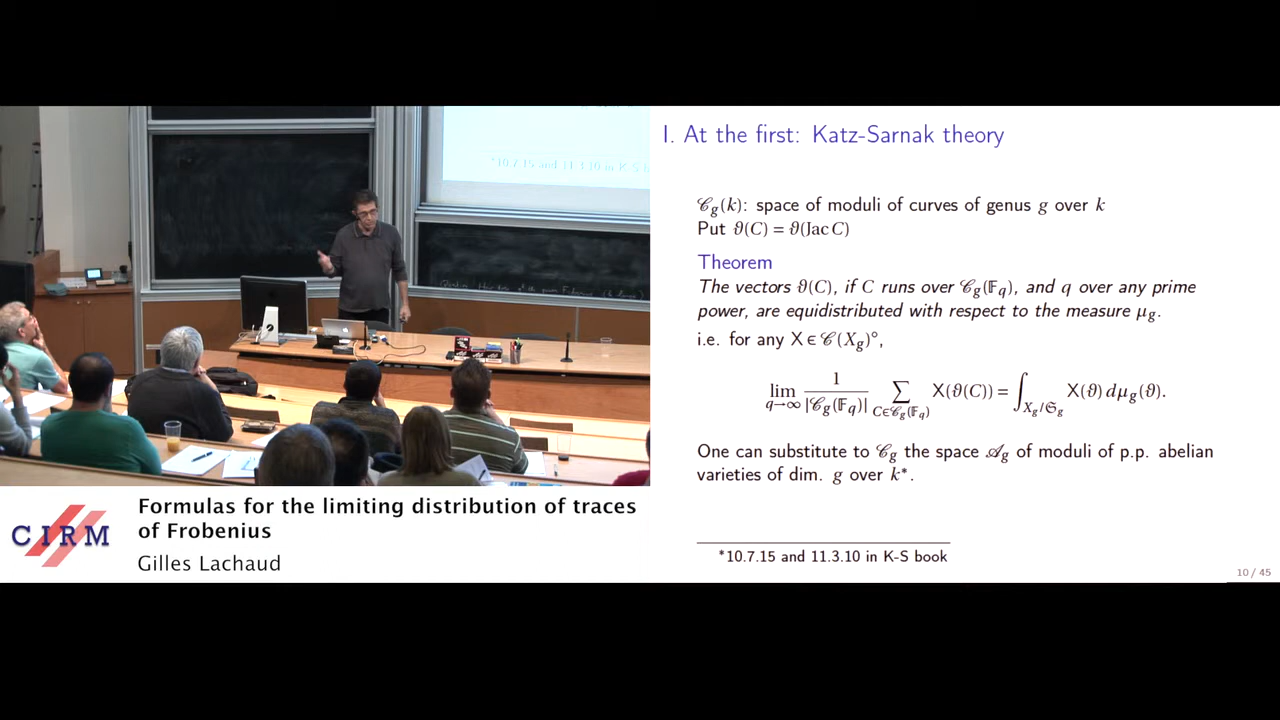 I. At the first: Katz-Sarnak theory
𝒞g(k): space of moduli of curves of genus g over k
Put ϑ(C) = ϑ(Jac C)
Theorem
The vectors ϑ(C), if C runs over 𝒞g(𝔽q), and q over any prime
power, are equidistributed with respect to the measure μg.
i.e. for any X ∈ 𝒞(Xg)°,
lim q→∞ 1/|𝒞g(𝔽q)| ∑ C∈𝒞g(𝔽q) X(ϑ(C)) = ∫ Xg/𝔖g X(ϑ) dμg(ϑ).
One can substitute to 𝒞g the space 𝒜g of moduli of p.p. abelian
varieties of dim. g over k*.
*10.7.15 and 11.3.10 in K-S book
10 / 45
CIRM
Formulas for the limiting distribution of traces
of Frobenius
Gilles Lachaud